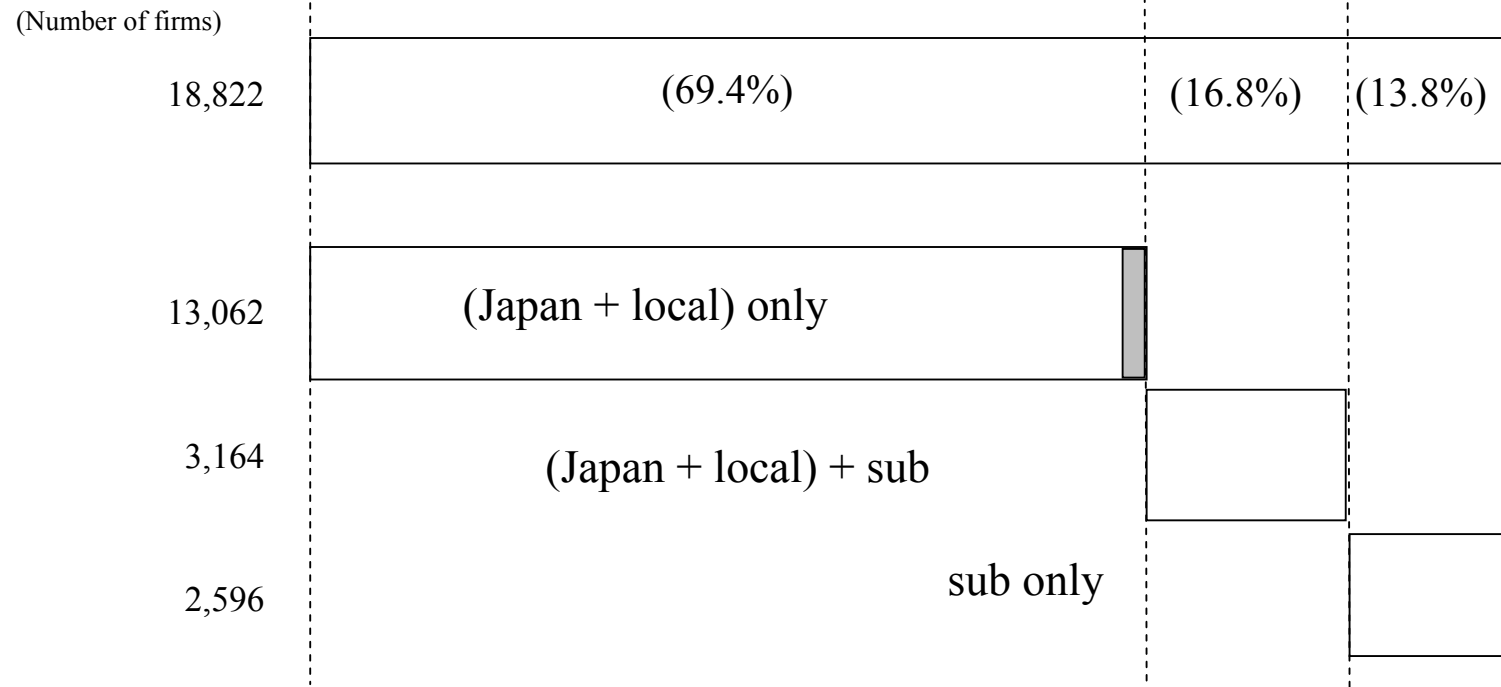 (Number of firms)
18,822 (69.4%) (16.8%) (13.8%)
13,062 (Japan + local) only
3,164 (Japan + local) + sub
sub only
2,596